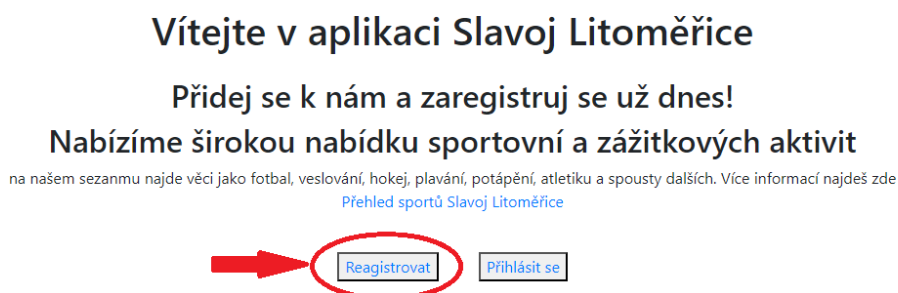 Vítejte v aplikaci Slavoj Litoměřice
Přidej se k nám a zaregistruj se už dnes!
Nabízíme širokou nabídku sportovní a zážitkových aktivit
na našem sezanmu najde věci jako fotbal, veslování, hokej, plavání, potápění, atletiku a spousty dalších. Více informací najdeš zde
Přehled sportů Slavoj Litoměřice
Reagistrovat Přihlásit se